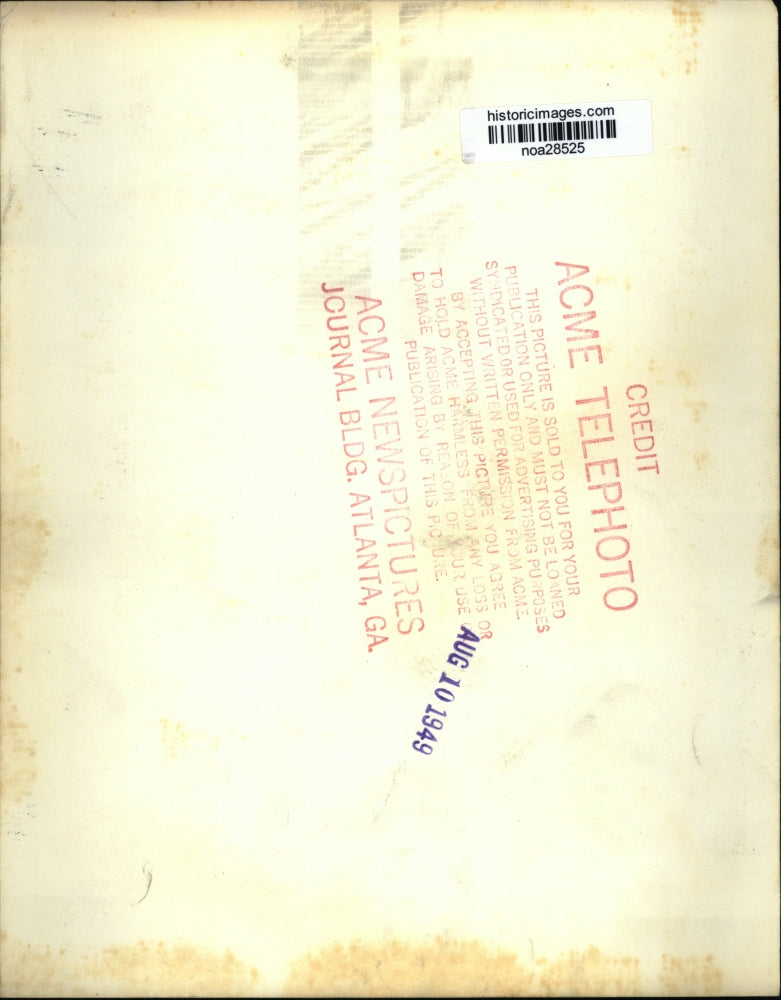 historicimages.com
noa28525
CREDIT
ACME TELEPHOTO
THIS PICTURE IS SOLD TO YOU FOR YOUR
PUBLICATION ONLY AND MUST NOT BE LOANED
SYNDICATED OR USED FOR ADVERTISING PURPOSES
WITHOUT WRITTEN PERMISSION FROM ACME.
BY ACCEPTING THIS PICTURE YOU AGREE
TO HOLD ACME HARMLESS FROM ANY LOSS OR
DAMAGE ARISING BY REASON OF YOUR USE
PUBLICATION OF THIS PICTURE.
ACME NEWSPICTURES
JOURNAL BLDG. ATLANTA, GA.
AUG 10 1949